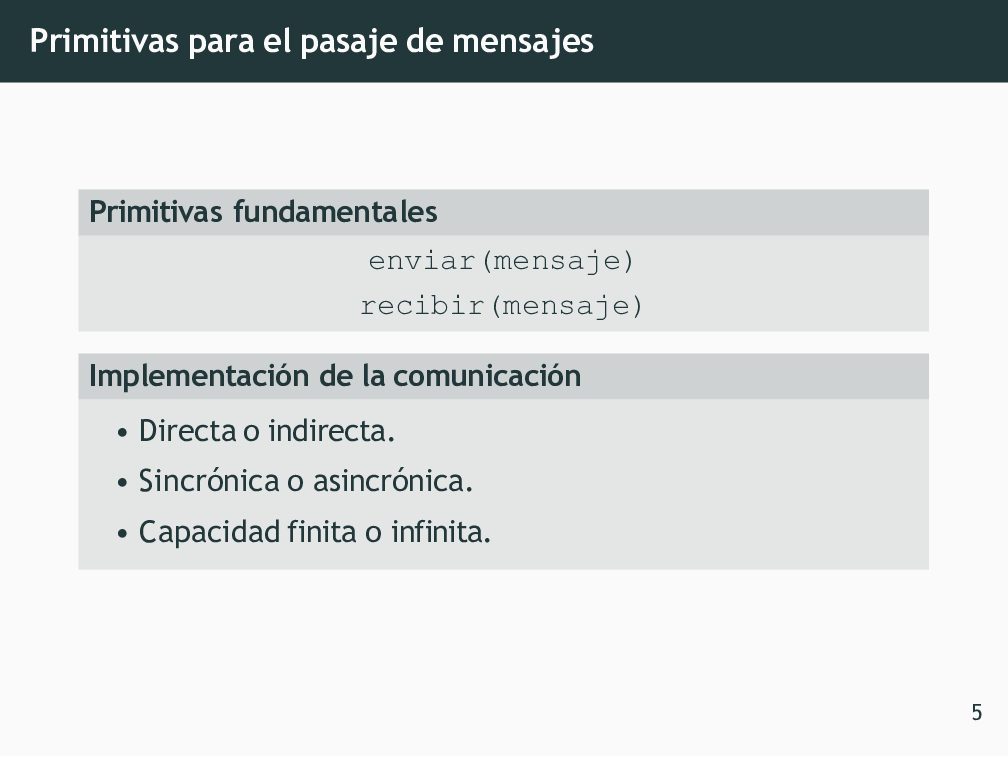 Primitivas para el pasaje de mensajes
Primitivas fundamentales
enviar(mensaje)
recibir(mensaje)
Implementación de la comunicación
• Directa o indirecta.
• Sincrónica o asincrónica.
• Capacidad finita o infinita.
5